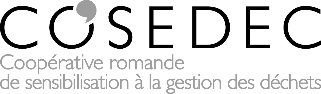 COSEDEC
Coopérative romande
de sensibilisation à la gestion des déchets